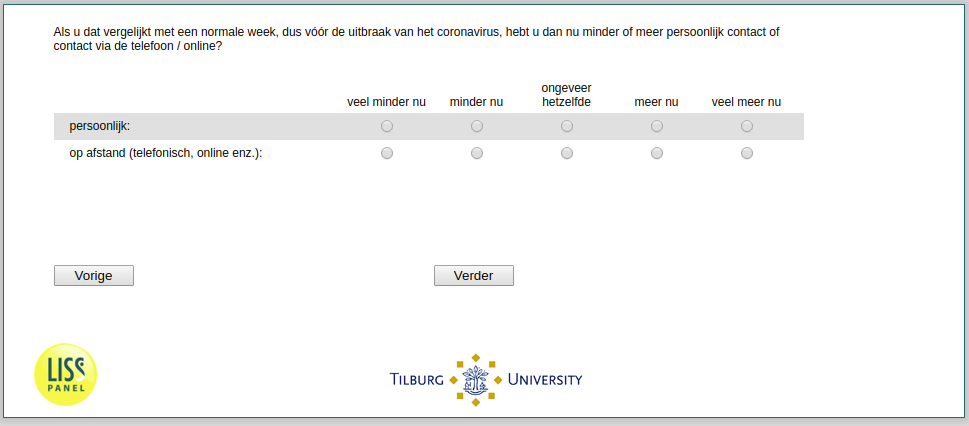 Als u dat vergelijkt met een normale week, dus vóór de uitbraak van het coronavirus, hebt u dan nu minder of meer persoonlijk contact of
contact via de telefoon / online?
veel minder nu minder nu ongeveer hetzelfde meer nu veel meer nu
persoonlijk:
op afstand (telefonisch, online enz.):
Vorige Verder
LISS
PANEL
TILBURG UNIVERSITY